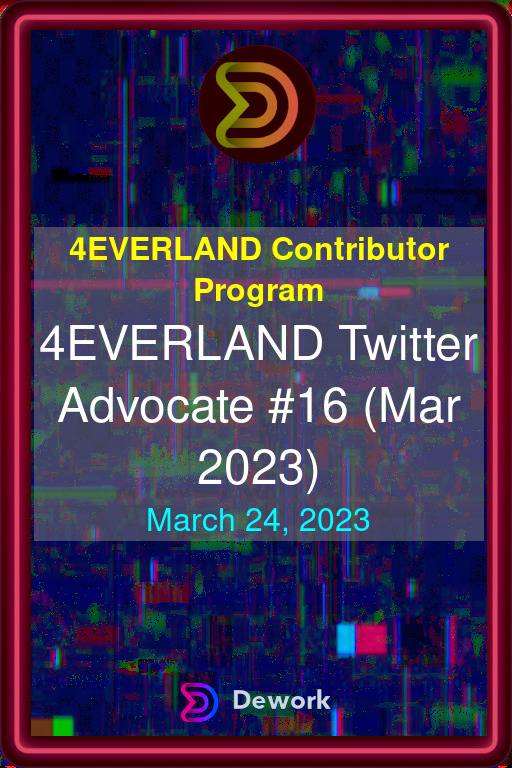 4EVERLAND Contributor
Program
4EVERLAND Twitter
Advocate #16 (Mar
2023)
March 24, 2023
Dework